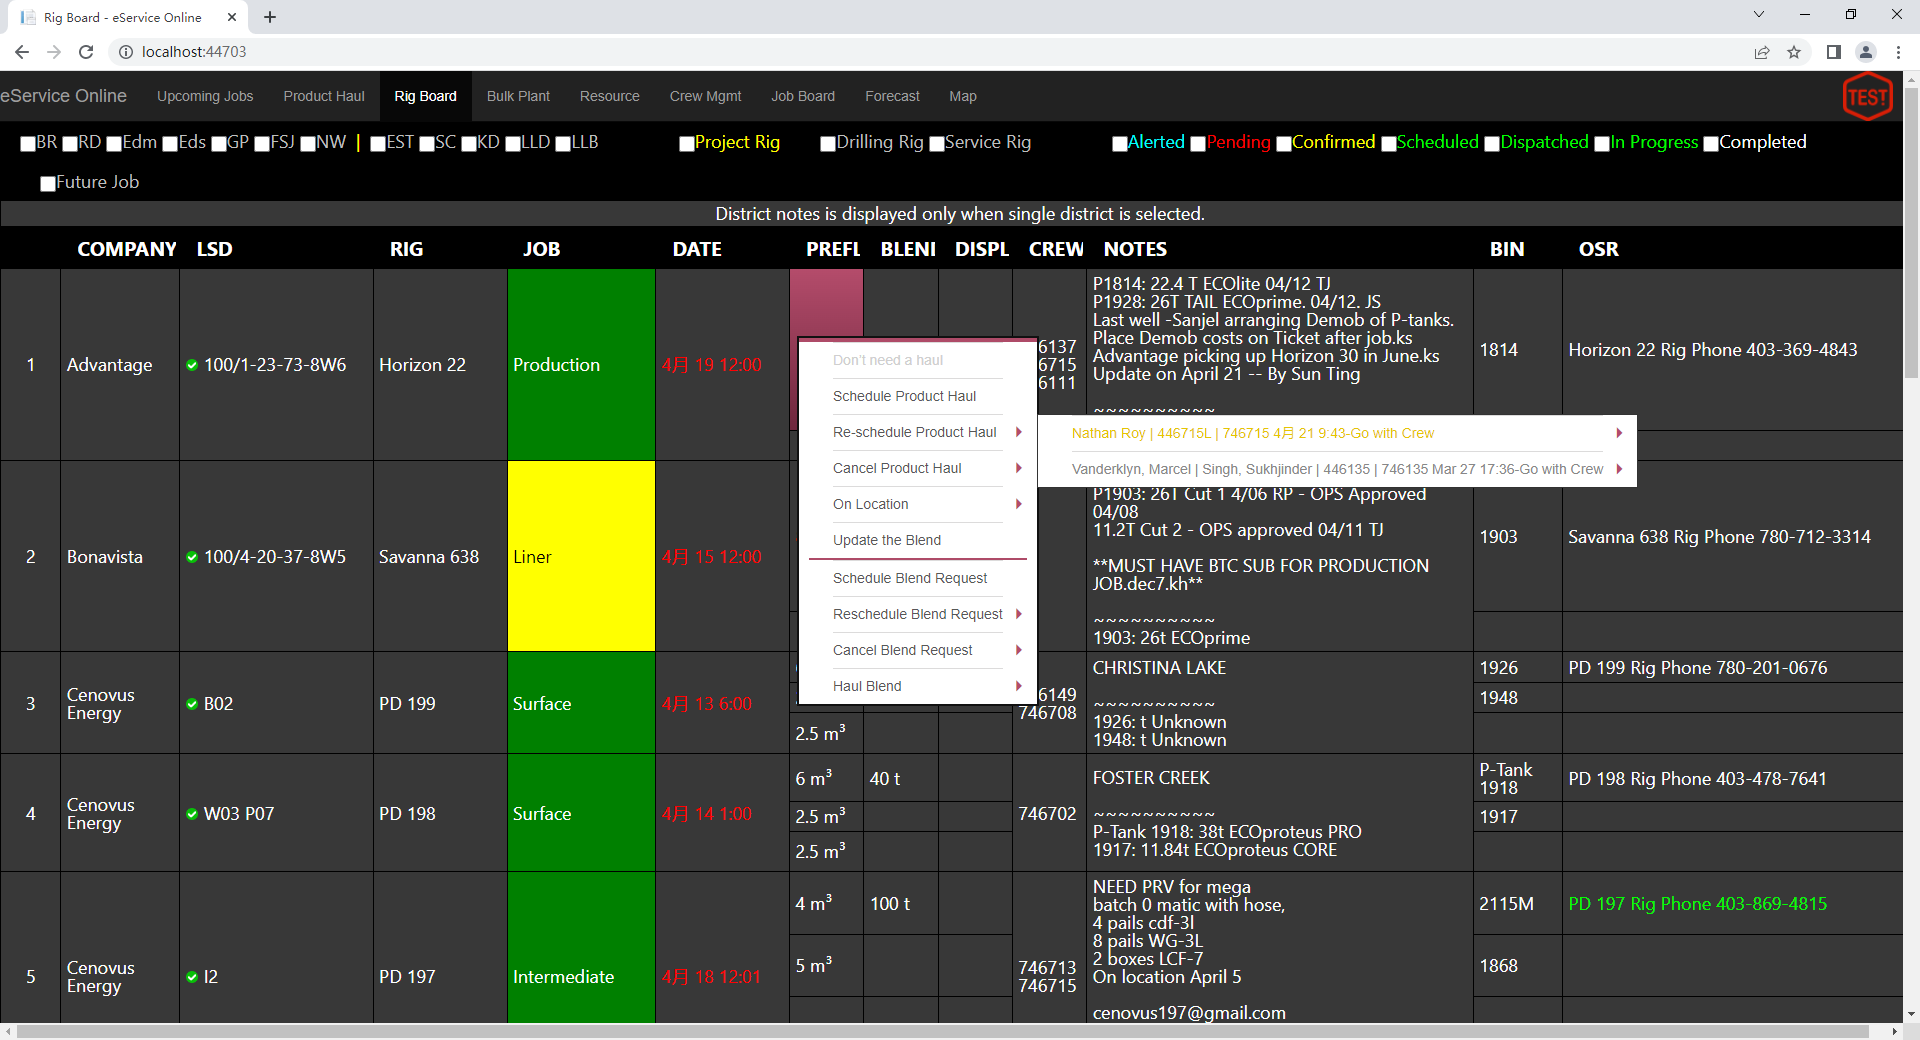 Rig Board - eService Online
localhost:44703
eService Online Upcoming Jobs Product Haul Rig Board Bulk Plant Resource Crew Mgmt Job Board Forecast Map
TEST!
BR RD Edm Eds GP FSJ NW | EST SC KD LLD LLB Project Rig Drilling Rig Service Rig Alerted Pending Confirmed Scheduled Dispatched In Progress Completed
Future Job
District notes is displayed only when single district is selected.
COMPANY LSD RIG JOB DATE PREFL BLENI DISPL CREW NOTES BIN OSR
1 Advantage 100/1-23-73-8W6 Horizon 22 Production 4月 19 12:00
6137
6715
6111
P1814: 22.4 T ECOlite 04/12 TJ
P1928: 26T TAIL ECOprime. 04/12. JS
Last well -Sanjel arranging Demob of P-tanks.
Place Demob costs on Ticket after job.ks
Advantage picking up Horizon 30 in June.ks
Update on April 21 -- By Sun Ting
~~~~~~~~~~
1814 Horizon 22 Rig Phone 403-369-4843
Don't need a haul
Schedule Product Haul
Re-schedule Product Haul
Cancel Product Haul
On Location
Update the Blend
Schedule Blend Request
Reschedule Blend Request
Cancel Blend Request
Haul Blend
Nathan Roy | 446715L | 746715 4月 21 9:43-Go with Crew
Vanderklyn, Marcel | Singh, Sukhjinder | 446135 | 746135 Mar 27 17:36-Go with Crew
2 Bonavista 100/4-20-37-8W5 Savanna 638 Liner 4月 15 12:00
P1903: 26T Cut 1 4/06 RP - OPS Approved
04/08
11.2T Cut 2 - OPS approved 04/11 TJ
**MUST HAVE BTC SUB FOR PRODUCTION
JOB.dec7.kh**
~~~~~~~~~~
1903: 26t ECOprime
1903 Savanna 638 Rig Phone 780-712-3314
3 Cenovus
Energy
B02 PD 199 Surface 4月 13 6:00
2.5 m³
6149
746708
CHRISTINA LAKE
~~~~~~~~~~
1926: t Unknown
1948: t Unknown
1926 PD 199 Rig Phone 780-201-0676
1948
4 Cenovus
Energy
W03 P07 PD 198 Surface 4月 14 1:00
6 m³ 40 t
2.5 m³
2.5 m³
746702
FOSTER CREEK
~~~~~~~~~~
P-Tank 1918: 38t ECOproteus PRO
1917: 11.84t ECOproteus CORE
P-Tank
1918
PD 198 Rig Phone 403-478-7641
1917
5 Cenovus
Energy
I2 PD 197 Intermediate 4月 18 12:01
4 m³ 100 t
5 m³
746713
746715
NEED PRV for mega
batch 0 matic with hose,
4 pails cdf-3l
8 pails WG-3L
2 boxes LCF-7
On location April 5
cenovus197@gmail.com
2115M PD 197 Rig Phone 403-869-4815
1868